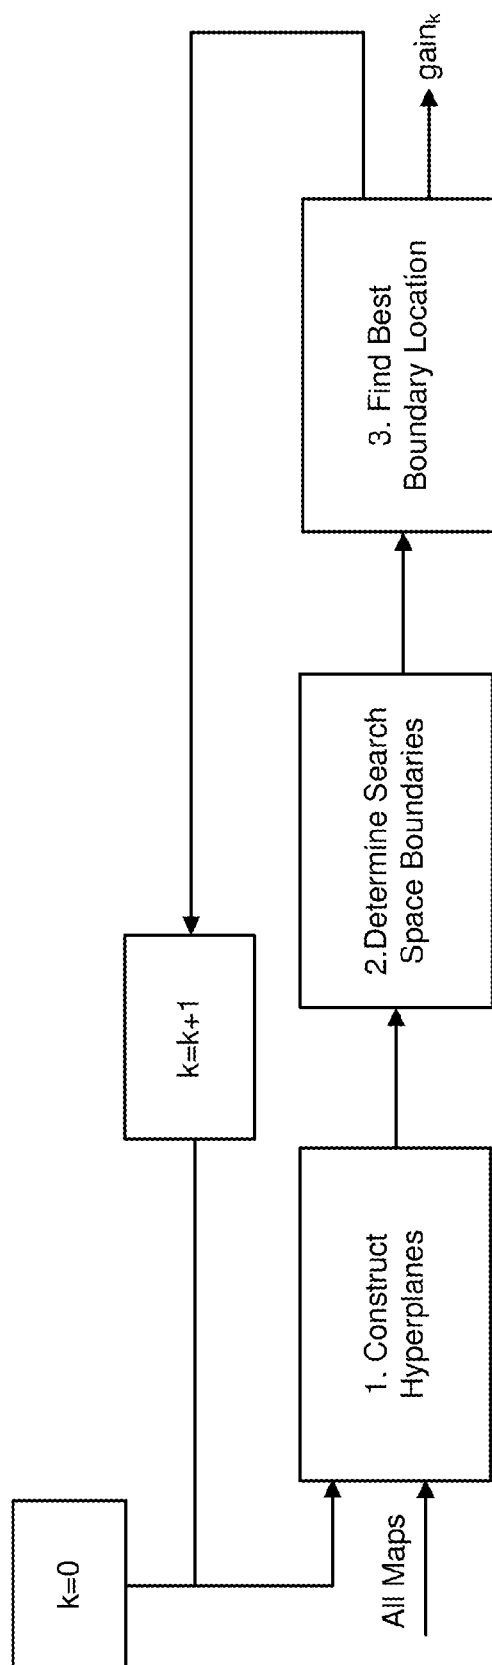 k=0
k=k+1
All Maps
1. Construct
Hyperplanes
2.Determine Search
Space Boundaries
3. Find Best
Boundary Location
gaink